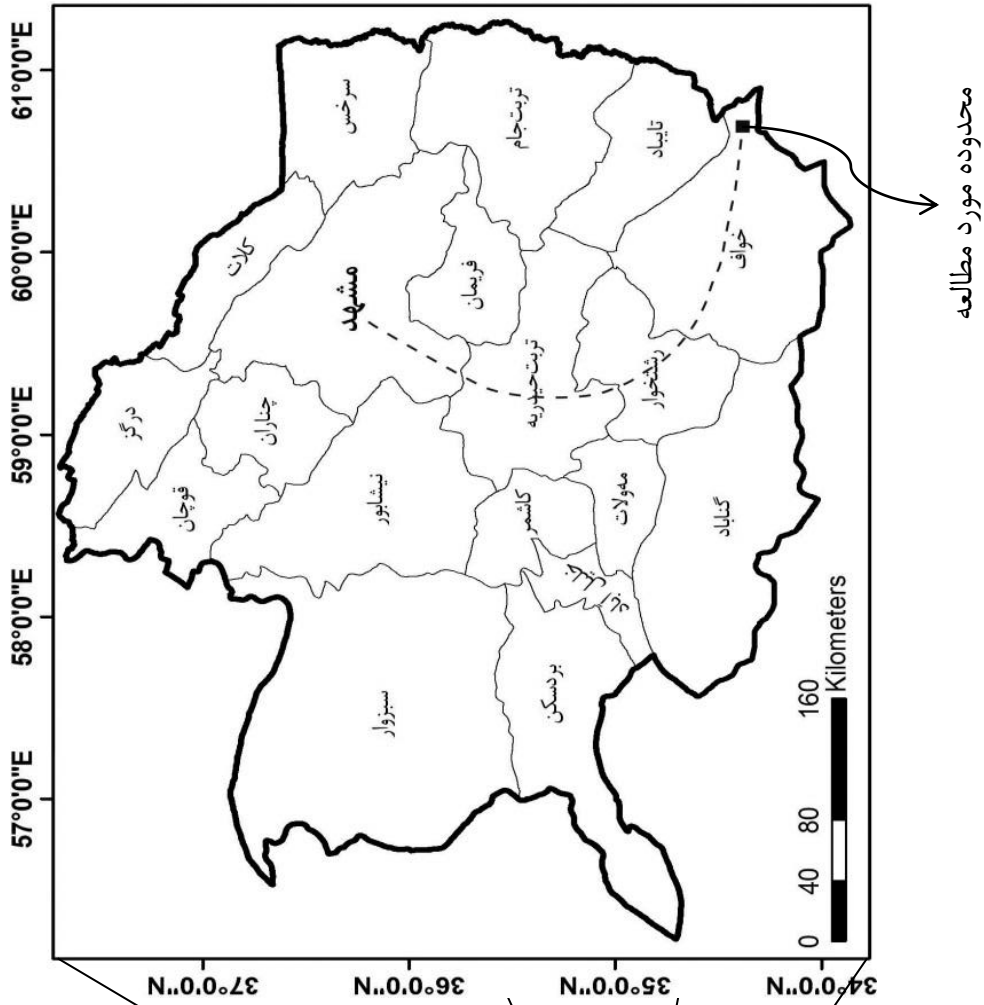 57°0'0"E 58°0'0"E 59°0'0"E 60°0'0"E 61°0'0"E
درگز
قوچان
کلات
37°0'0"N
چناران
سرخس
مشهد
سبزوار
نیشابور
36°0'0"N
فریمان
تربت‌جام
کاشمر
تربت‌حیدریه
بردسکن
مه‌ولات
رشتخوار
تایباد
35°0'0"N
گناباد
خواف
0 40 80 160
Kilometers
34°0'0"N
محدوده مورد مطالعه